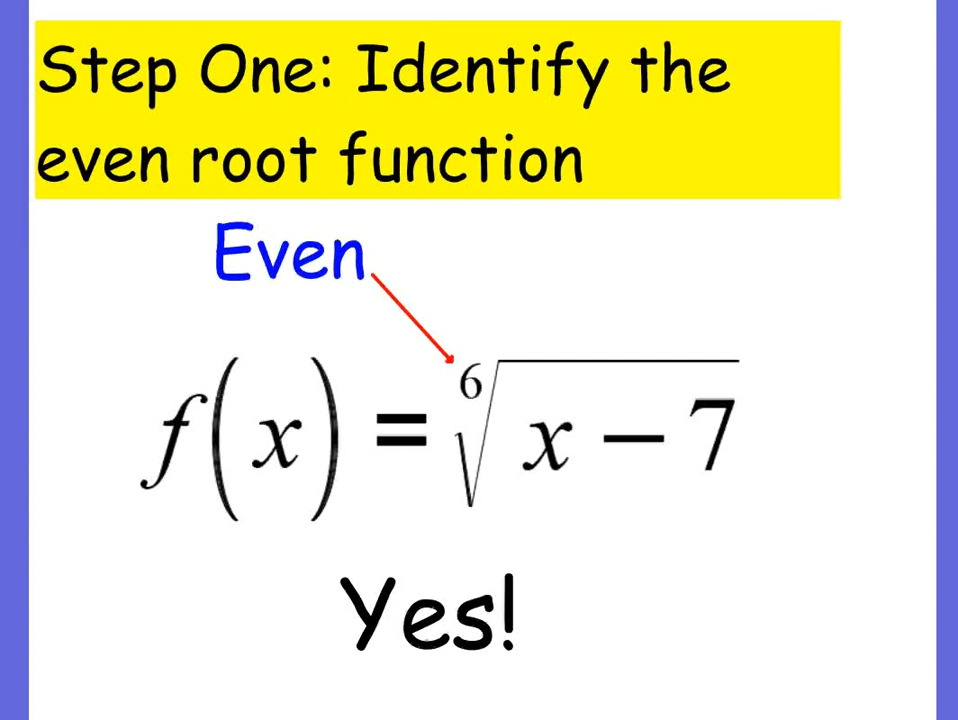 Step One: Identify the
even root function
Even
f(x) = ⁶√(x − 7)
Yes!